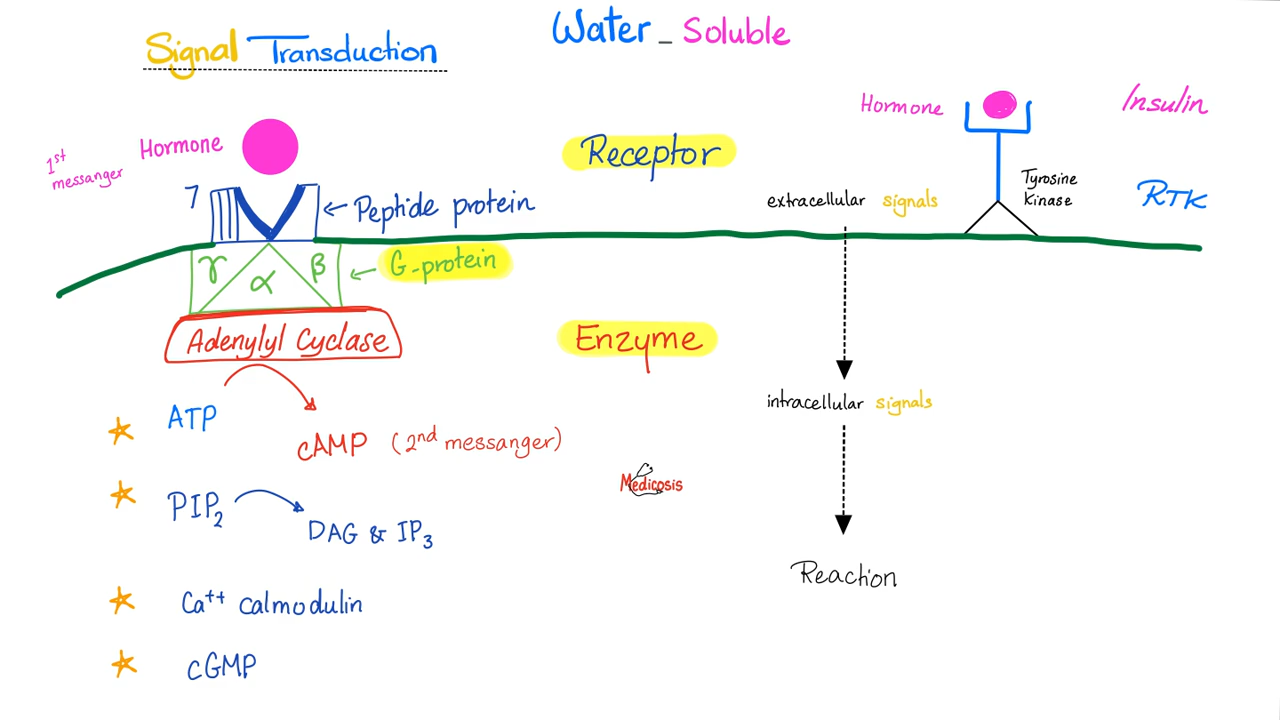 Signal Transduction
Water_Soluble
1st messanger
Hormone
7
Peptide protein
γ α β
G-protein
Adenylyl Cyclase
ATP
cAMP (2nd messanger)
PIP2
DAG & IP3
Ca++ calmodulin
cGMP
Receptor
Enzyme
Medicosis
extracellular signals
intracellular signals
Reaction
Hormone
Tyrosine
Kinase
Insulin
RTK